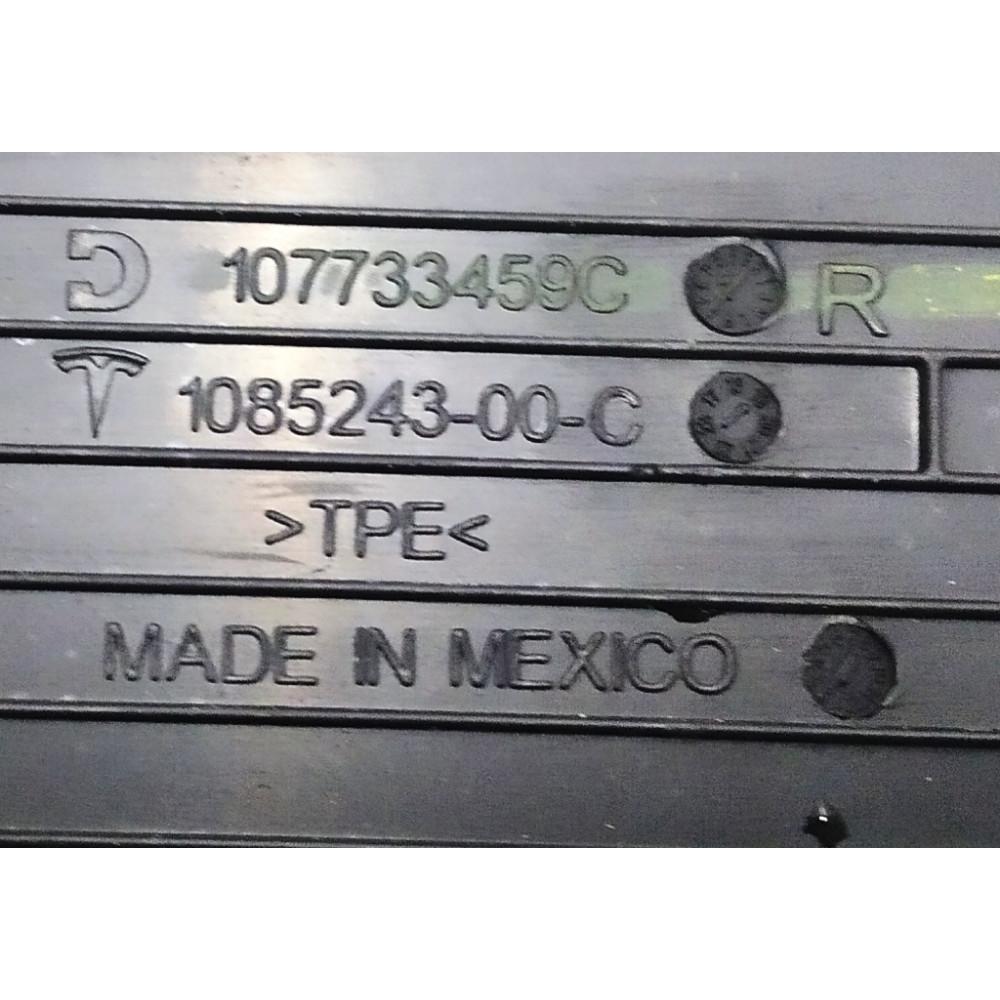 107733459C R
1085243-00-C
>TPE<
MADE IN MEXICO